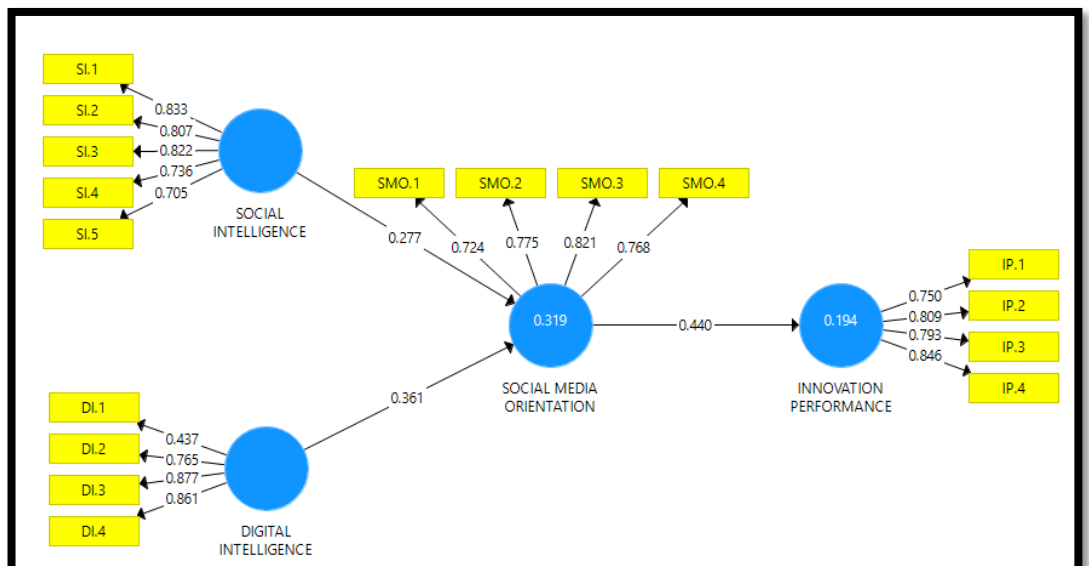 SI.1
SI.2
SI.3
SI.4
SI.5
0.833
0.807
0.822
0.736
0.705
SOCIAL
INTELLIGENCE
0.277
SMO.1
SMO.2
SMO.3
SMO.4
0.724
0.775
0.821
0.768
0.319
SOCIAL MEDIA
ORIENTATION
0.440
0.194
INNOVATION
PERFORMANCE
0.750
0.809
0.793
0.846
IP.1
IP.2
IP.3
IP.4
0.361
DI.1
DI.2
DI.3
DI.4
0.437
0.765
0.877
0.861
DIGITAL
INTELLIGENCE